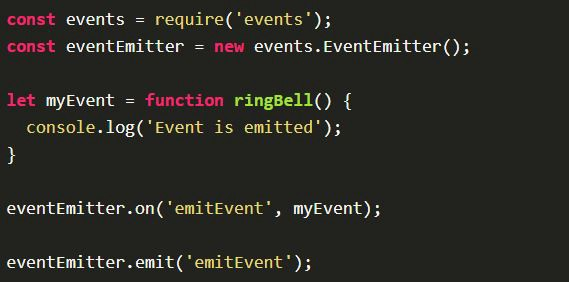 const events = require('events');
const eventEmitter = new events.EventEmitter();
let myEvent = function ringBell() {
  console.log('Event is emitted');
}
eventEmitter.on('emitEvent', myEvent);
eventEmitter.emit('emitEvent');